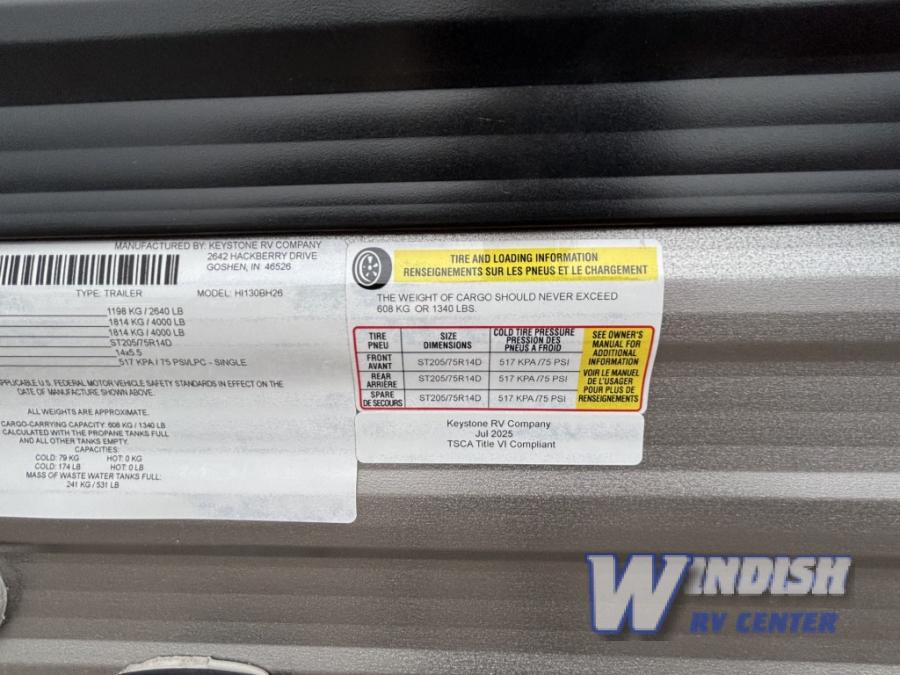 MANUFACTURED BY: KEYSTONE RV COMPANY
2642 HACKBERRY DRIVE
GOSHEN, IN 46526
TYPE: TRAILER MODEL: HI130BH26
1198 KG / 2640 LB
1814 KG / 4000 LB
1814 KG / 4000 LB
ST205/75R14D
14x5.5
517 KPA / 75 PSI/LPC - SINGLE
APPLICABLE U.S. FEDERAL MOTOR VEHICLE SAFETY STANDARDS IN EFFECT ON THE
DATE OF MANUFACTURE SHOWN ABOVE.
ALL WEIGHTS ARE APPROXIMATE.
CARGO-CARRYING CAPACITY: 608 KG / 1340 LB
CALCULATED WITH THE PROPANE TANKS FULL
AND ALL OTHER TANKS EMPTY.
CAPACITIES:
COLD: 79 KG HOT: 0 KG
COLD: 174 LB HOT: 0 LB
MASS OF WASTE WATER TANKS FULL:
241 KG / 531 LB
TIRE AND LOADING INFORMATION
RENSEIGNEMENTS SUR LES PNEUS ET LE CHARGEMENT
THE WEIGHT OF CARGO SHOULD NEVER EXCEED
608 KG OR 1340 LBS.
TIRE PNEU SIZE DIMENSIONS COLD TIRE PRESSURE PRESSION DES PNEUS A FROID
FRONT AVANT ST205/75R14D 517 KPA /75 PSI
REAR ARRIÈRE ST205/75R14D 517 KPA /75 PSI
SPARE DE SECOURS ST205/75R14D 517 KPA /75 PSI
SEE OWNER'S
MANUAL FOR
ADDITIONAL
INFORMATION
VOIR LE MANUEL
DE L'USAGER
POUR PLUS DE
RENSEIGNEMENTS
Keystone RV Company
Jul 2025
TSCA Title VI Compliant
WINDISH
RV CENTER